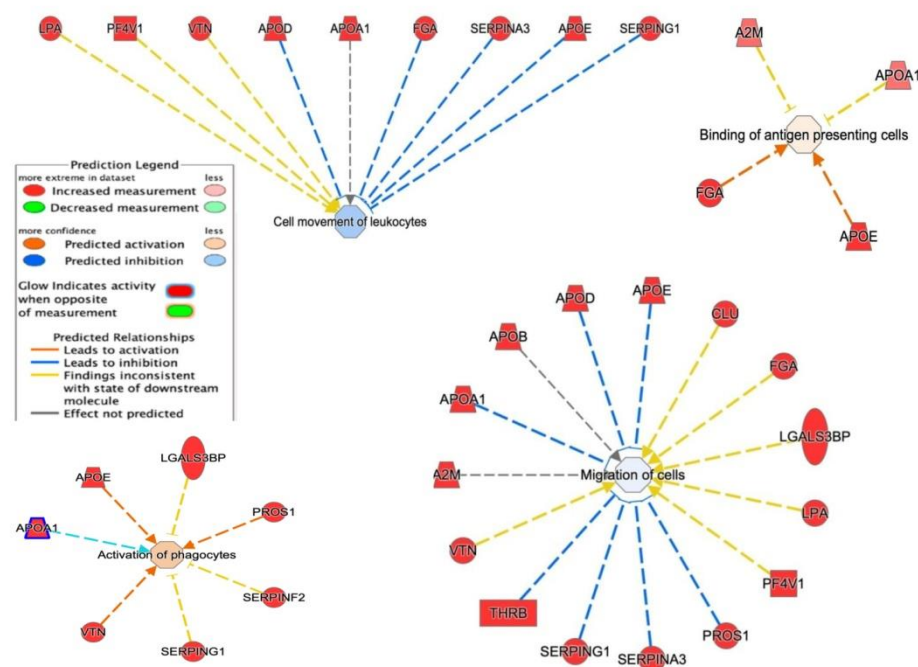 LPA
PF4V1
VTN
APOD
APOA1
FGA
SERPINA3
APOE
SERPING1
Cell movement of leukocytes
A2M
APOA1
Binding of antigen presenting cells
FGA
APOE
Prediction Legend
more extreme in dataset less
Increased measurement
Decreased measurement
more confidence less
Predicted activation
Predicted inhibition
Glow Indicates activity
when opposite
of measurement
Predicted Relationships
Leads to activation
Leads to inhibition
Findings inconsistent
with state of downstream
molecule
Effect not predicted
LGALS3BP
APOE
PROS1
APOA1
Activation of phagocytes
SERPINF2
VTN
SERPING1
APOE
APOD
CLU
APOB
FGA
APOA1
LGALS3BP
A2M
Migration of cells
LPA
VTN
PF4V1
THRB
PROS1
SERPING1
SERPINA3